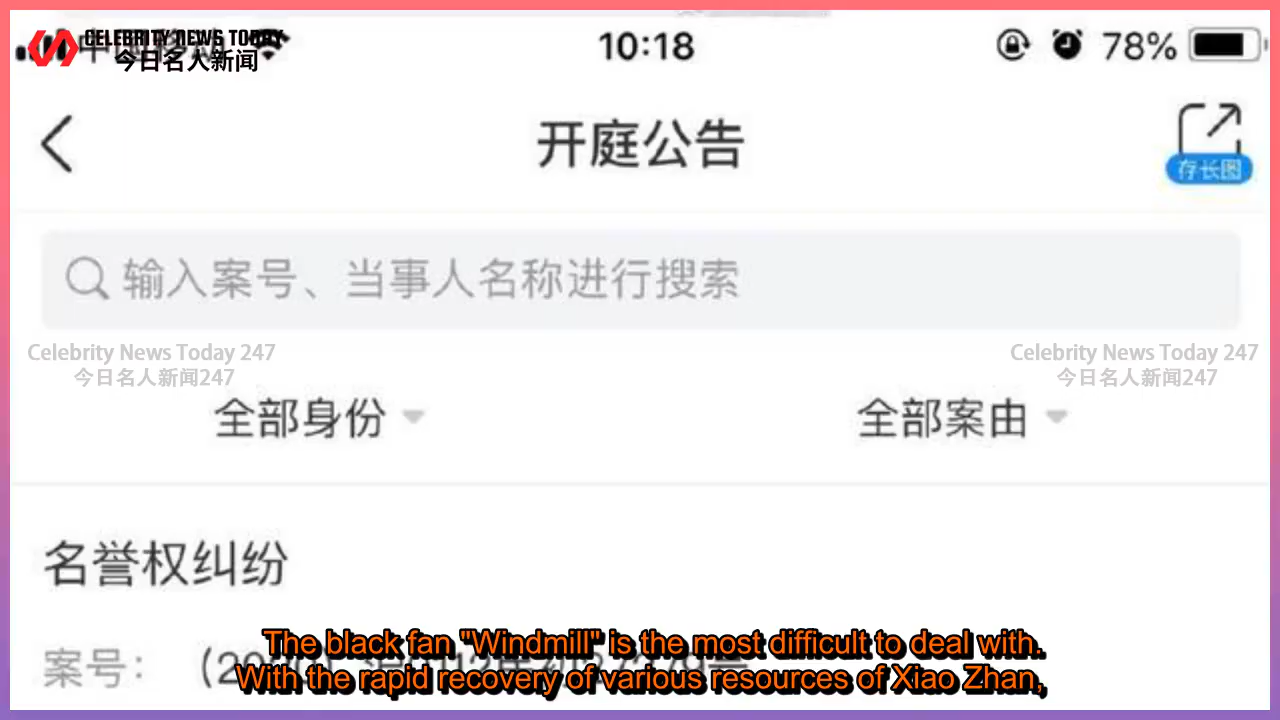 CELEBRITY NEWS TODAY
今日名人新闻
10:18
78%
开庭公告
存长图
输入案号、当事人名称进行搜索
Celebrity News Today 247
今日名人新闻247
Celebrity News Today 247
今日名人新闻247
全部身份
全部案由
名誉权纠纷
案号：
The black fan "Windmill" is the most difficult to deal with.
With the rapid recovery of various resources of Xiao Zhan,